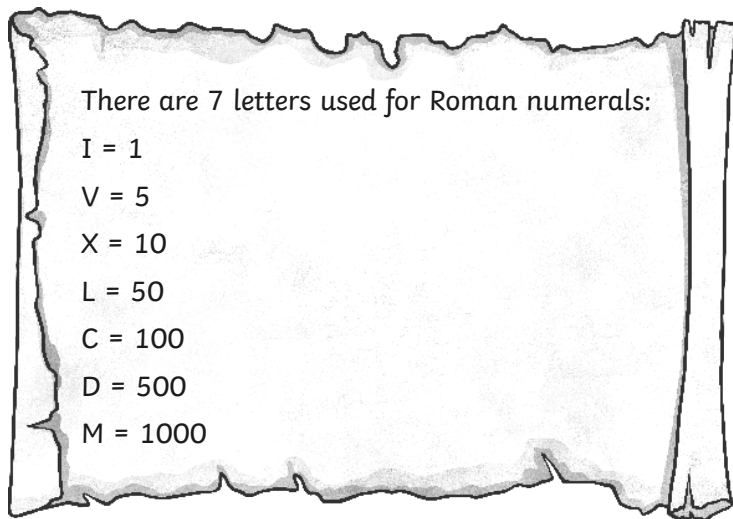 There are 7 letters used for Roman numerals:
I = 1
V = 5
X = 10
L = 50
C = 100
D = 500
M = 1000